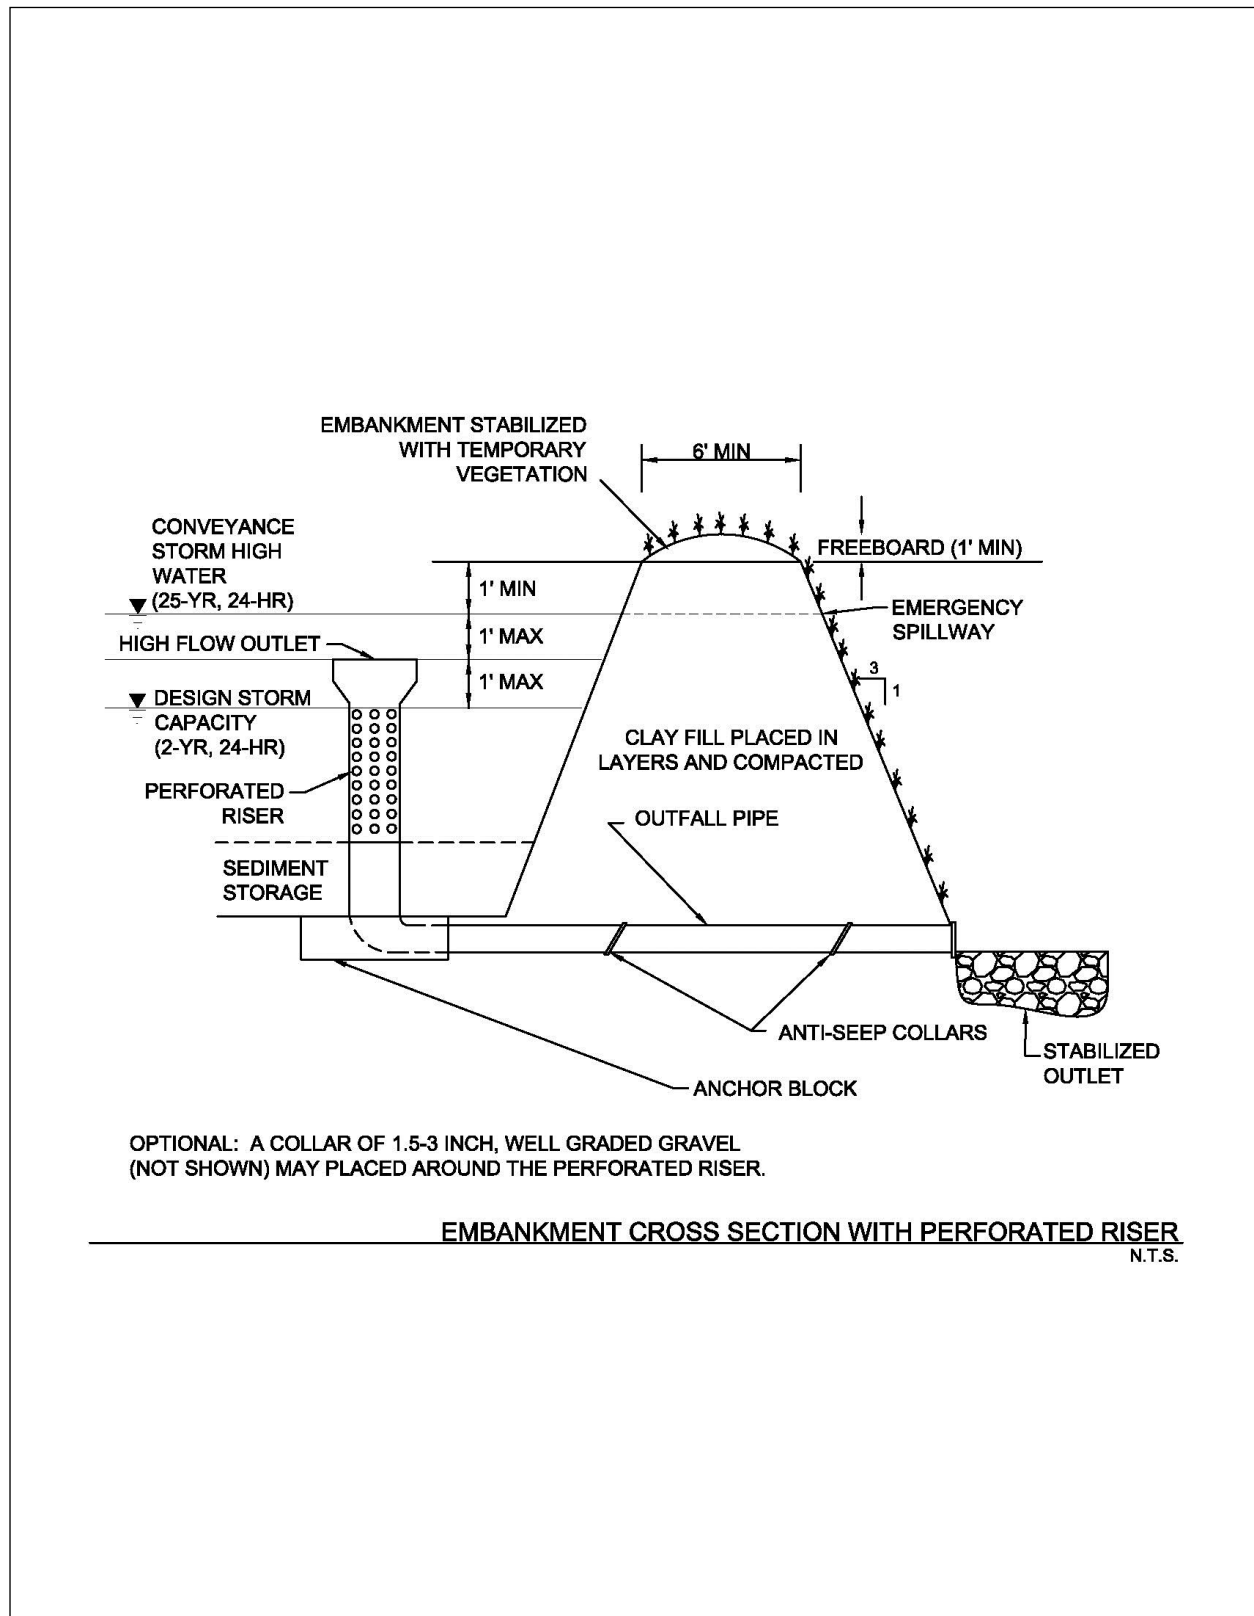 EMBANKMENT STABILIZED
WITH TEMPORARY
VEGETATION
6' MIN
CONVEYANCE
STORM HIGH
WATER
(25-YR, 24-HR)
FREEBOARD (1' MIN)
1' MIN
EMERGENCY
SPILLWAY
HIGH FLOW OUTLET
1' MAX
1' MAX
3
1
DESIGN STORM
CAPACITY
(2-YR, 24-HR)
CLAY FILL PLACED IN
LAYERS AND COMPACTED
PERFORATED
RISER
OUTFALL PIPE
SEDIMENT
STORAGE
ANTI-SEEP COLLARS
STABILIZED
OUTLET
ANCHOR BLOCK
OPTIONAL: A COLLAR OF 1.5-3 INCH, WELL GRADED GRAVEL
(NOT SHOWN) MAY PLACED AROUND THE PERFORATED RISER.
EMBANKMENT CROSS SECTION WITH PERFORATED RISER
N.T.S.